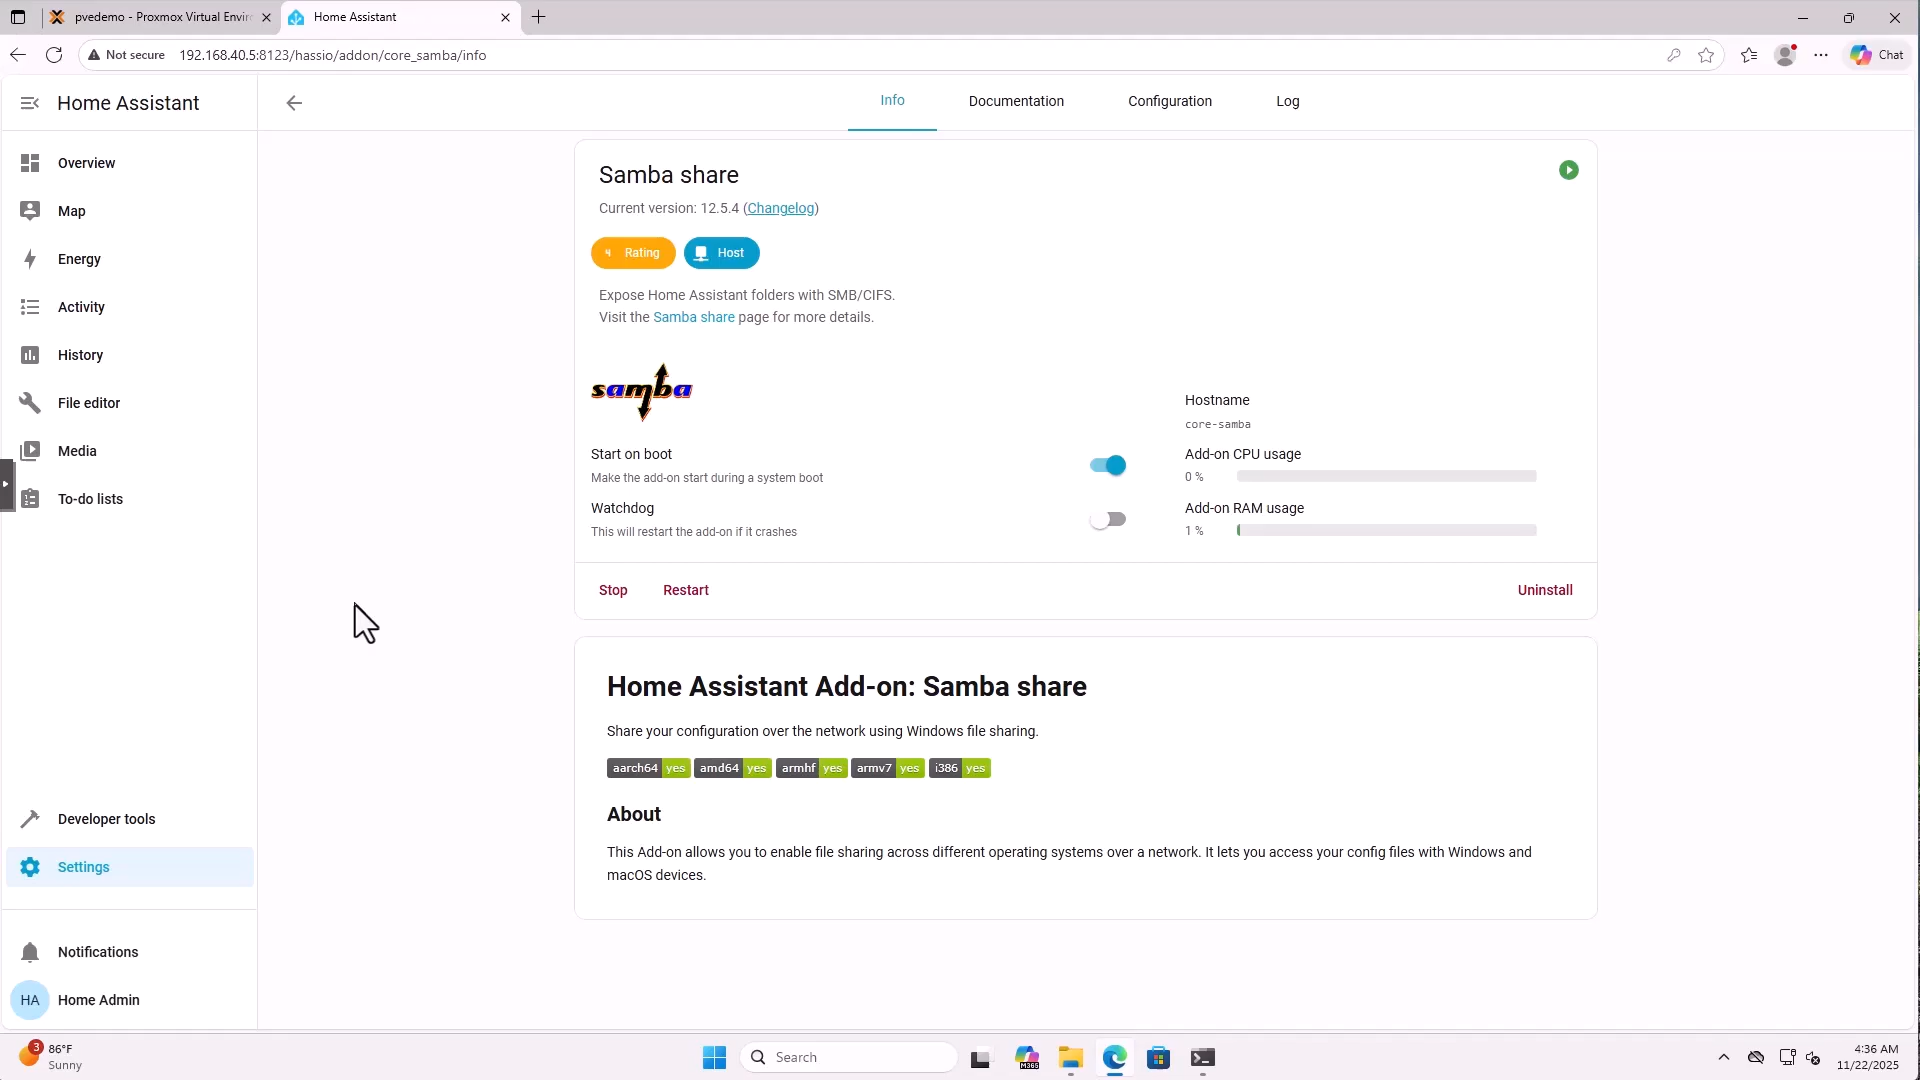 pvedemo - Proxmox Virtual Envir
Home Assistant
Not secure
192.168.40.5:8123/hassio/addon/core_samba/info
Chat
Home Assistant
Info
Documentation
Configuration
Log
Overview
Map
Energy
Activity
History
File editor
Media
To-do lists
Developer tools
Settings
Notifications
HA
Home Admin
Samba share
Current version: 12.5.4 (Changelog)
4 Rating
Host
Expose Home Assistant folders with SMB/CIFS.
Visit the Samba share page for more details.
samba
Start on boot
Make the add-on start during a system boot
Watchdog
This will restart the add-on if it crashes
Hostname
core-samba
Add-on CPU usage
0 %
Add-on RAM usage
1 %
Stop
Restart
Uninstall
Home Assistant Add-on: Samba share
Share your configuration over the network using Windows file sharing.
aarch64 yes amd64 yes armhf yes armv7 yes i386 yes
About
This Add-on allows you to enable file sharing across different operating systems over a network. It lets you access your config files with Windows and
macOS devices.
3
86°F
Sunny
Search
M365
4:36 AM
11/22/2025